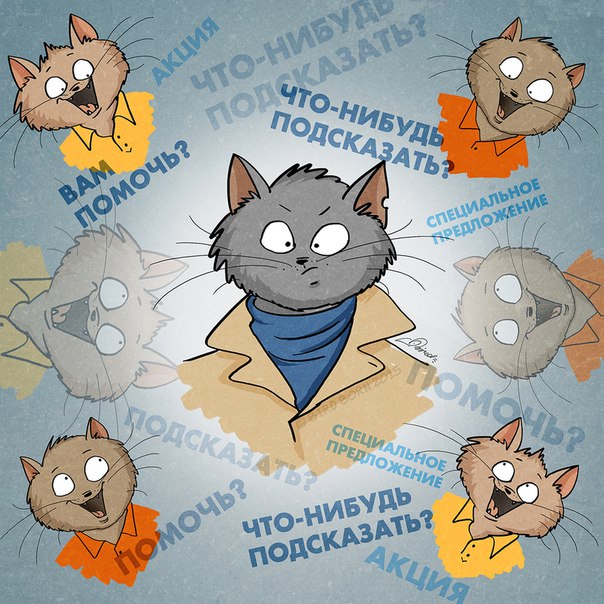 АКЦИЯ
ЧТО-НИБУДЬ
ПОДСКАЗАТЬ?
ЧТО-НИБУДЬ
ПОДСКАЗАТЬ?
ВАМ
ПОМОЧЬ?
СПЕЦИАЛЬНОЕ
ПРЕДЛОЖЕНИЕ
ПОМОЧЬ?
ПОДСКАЗАТЬ?
СПЕЦИАЛЬНОЕ
ПРЕДЛОЖЕНИЕ
ПОМОЧЬ?
ЧТО-НИБУДЬ
ПОДСКАЗАТЬ?
АКЦИЯ